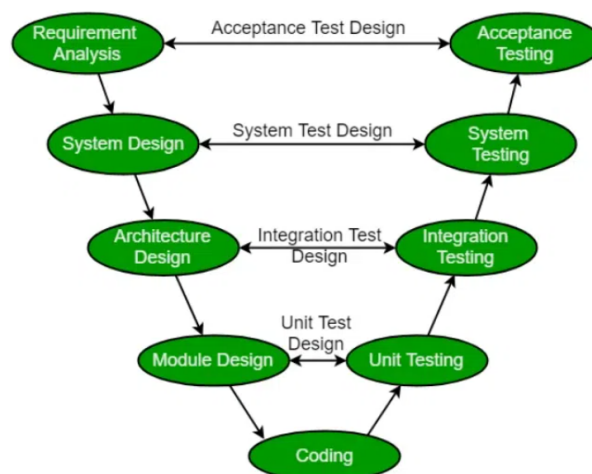 Requirement
Analysis
Acceptance Test Design
Acceptance
Testing
System Design
System Test Design
System
Testing
Architecture
Design
Integration Test
Design
Integration
Testing
Module Design
Unit Test
Design
Unit Testing
Coding